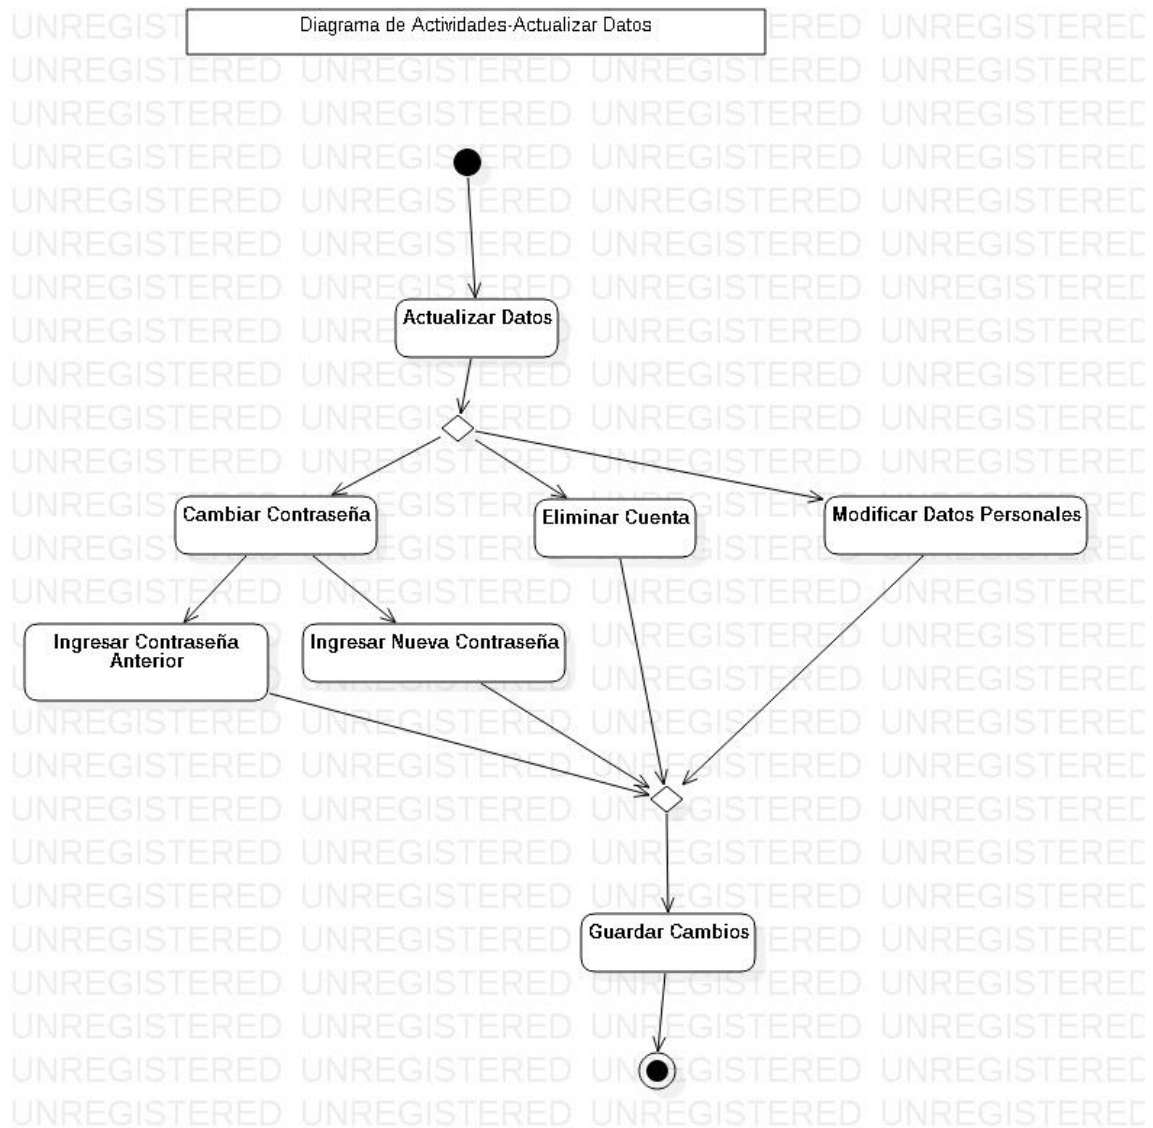 Diagrama de Actividades-Actualizar Datos
Actualizar Datos
Cambiar Contraseña
Eliminar Cuenta
Modificar Datos Personales
Ingresar Contraseña
Anterior
Ingresar Nueva Contraseña
Guardar Cambios
UNREGISTERED